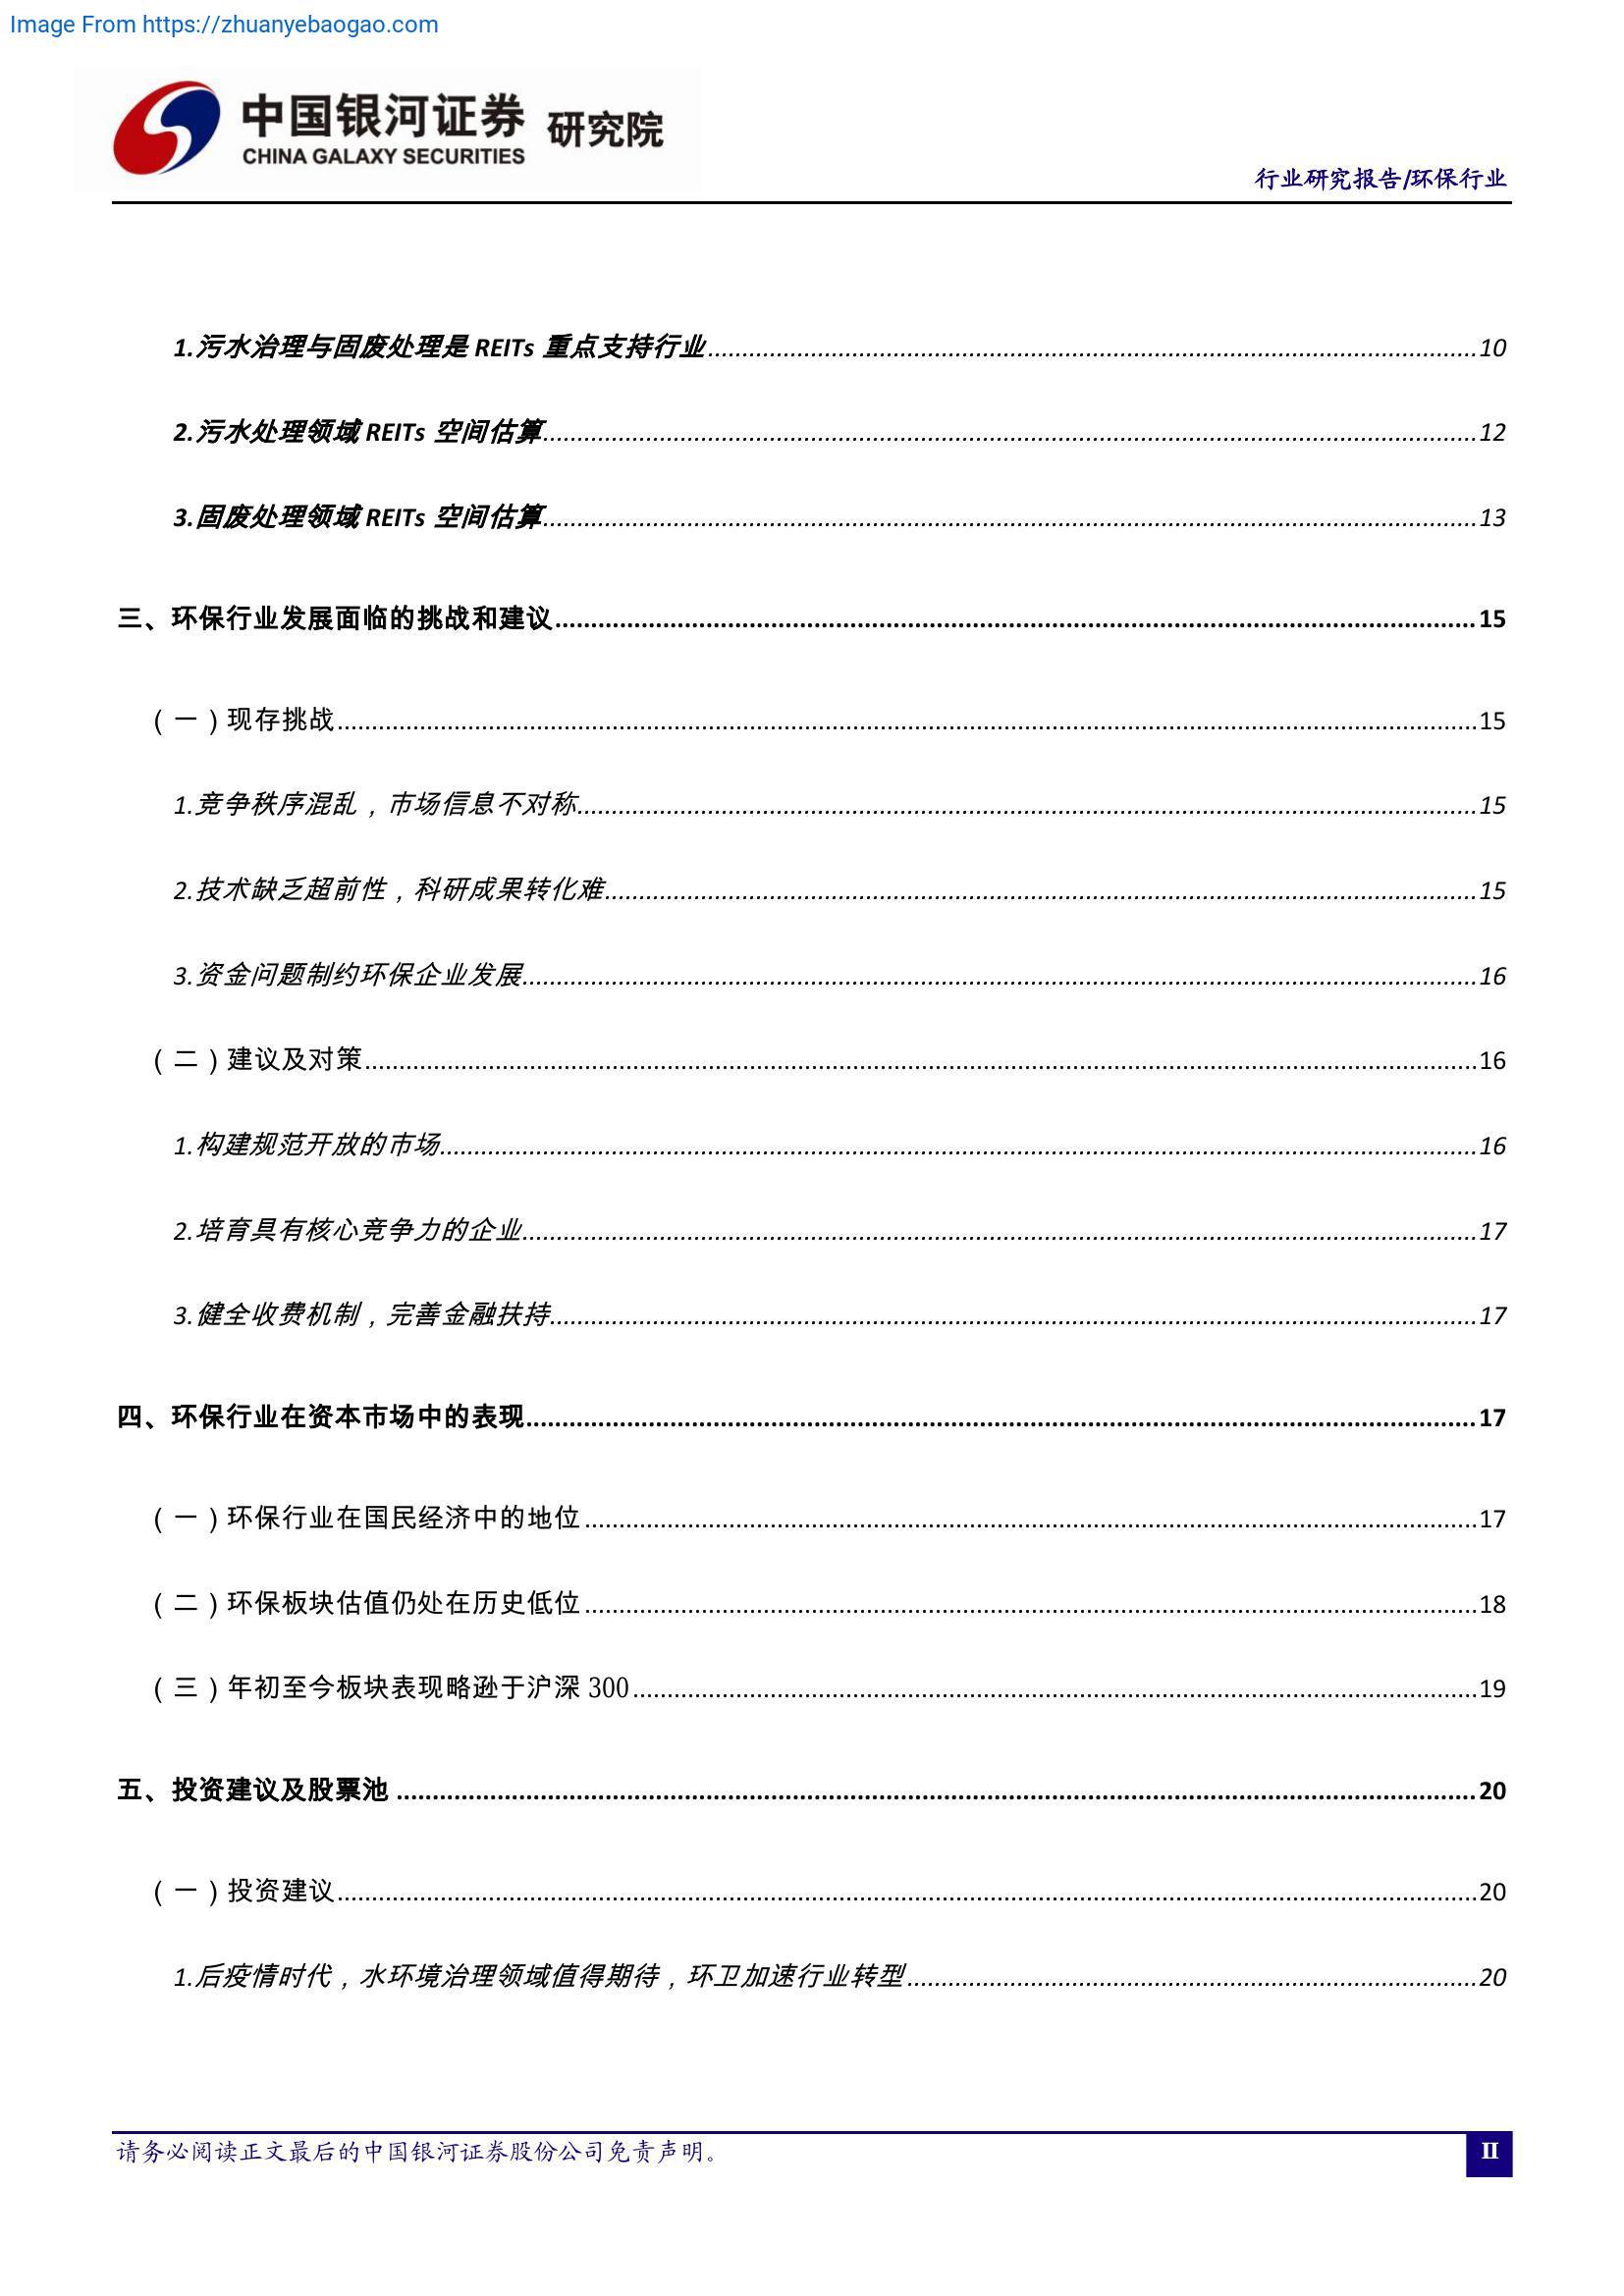 Image From https://zhuanyebaogao.com
中国银河证券 研究院
CHINA GALAXY SECURITIES
行业研究报告/环保行业
1.污水治理与固废处理是 REITs 重点支持行业 10
2.污水处理领域 REITs 空间估算 12
3.固废处理领域 REITs 空间估算 13
三、环保行业发展面临的挑战和建议 15
(一)现存挑战 15
1.竞争秩序混乱，市场信息不对称 15
2.技术缺乏超前性，科研成果转化难 15
3.资金问题制约环保企业发展 16
(二)建议及对策 16
1.构建规范开放的市场 16
2.培育具有核心竞争力的企业 17
3.健全收费机制，完善金融扶持 17
四、环保行业在资本市场中的表现 17
(一)环保行业在国民经济中的地位 17
(二)环保板块估值仍处在历史低位 18
(三)年初至今板块表现略逊于沪深 300 19
五、投资建议及股票池 20
(一)投资建议 20
1.后疫情时代，水环境治理领域值得期待，环卫加速行业转型 20
请务必阅读正文最后的中国银河证券股份公司免责声明。
II